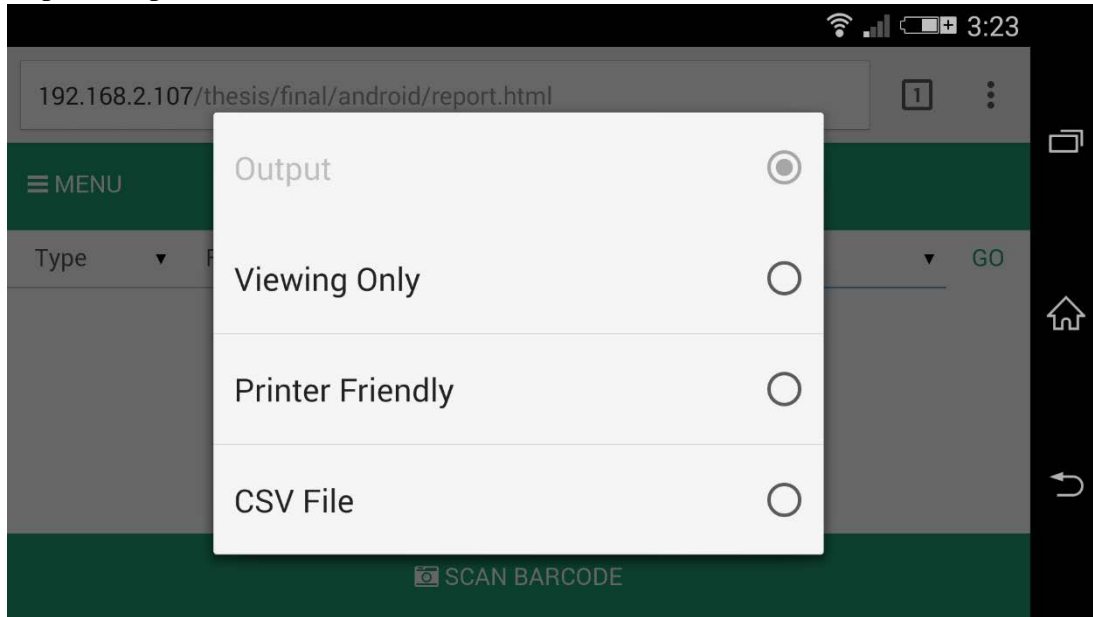 3:23
192.168.2.107/thesis/final/android/report.html
1
MENU
Output
Type
GO
Viewing Only
Printer Friendly
CSV File
SCAN BARCODE